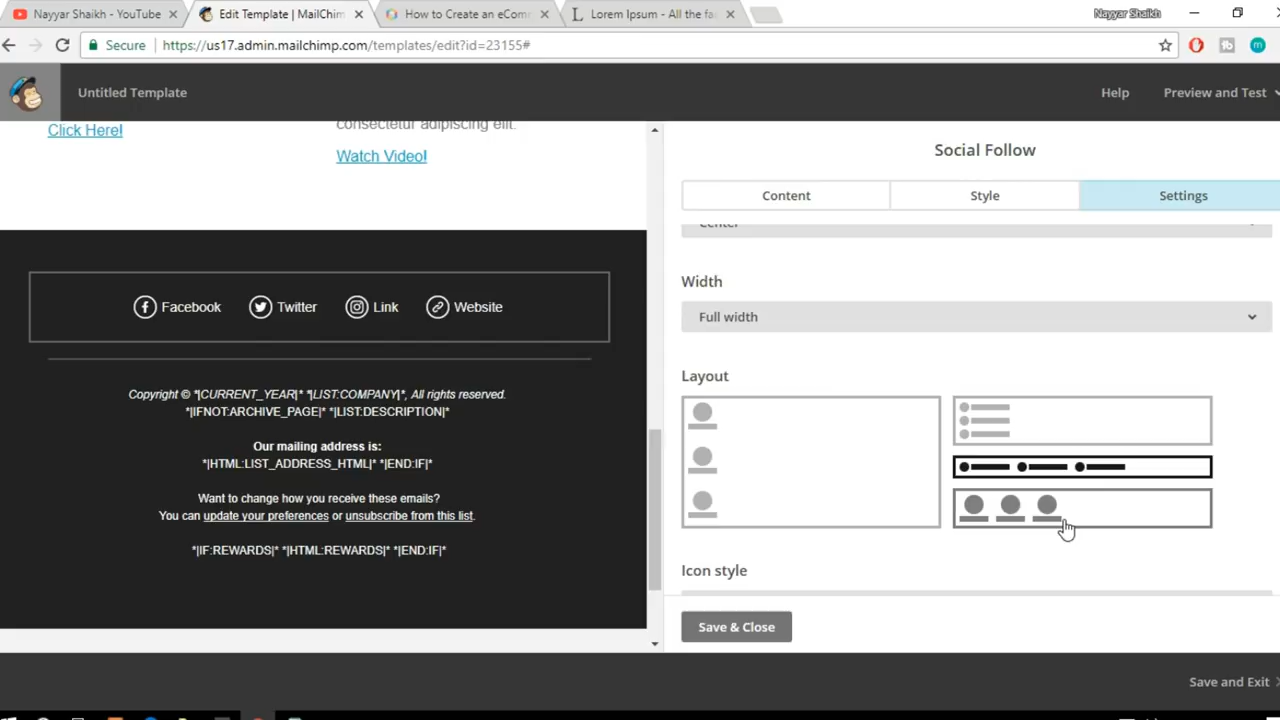 Nayyar Shaikh - YouTube
Edit Template | MailChim
How to Create an eComn
Lorem Ipsum - All the fa
Nayyar Shaikh
Secure
https://us17.admin.mailchimp.com/templates/edit?id=23155#
Untitled Template
Help
Preview and Test
Click Here!
consectetur adipiscing elit.
Watch Video!
Social Follow
Content
Style
Settings
Center
Width
Full width
Facebook
Twitter
Link
Website
Layout
Copyright © *|CURRENT_YEAR|* *|LIST:COMPANY|*, All rights reserved.
*|IFNOT:ARCHIVE_PAGE|* *|LIST:DESCRIPTION|*
Our mailing address is:
*|HTML:LIST_ADDRESS_HTML|* *|END:IF|*
Want to change how you receive these emails?
You can update your preferences or unsubscribe from this list.
*|IF:REWARDS|* *|HTML:REWARDS|* *|END:IF|*
Icon style
Save & Close
Save and Exit